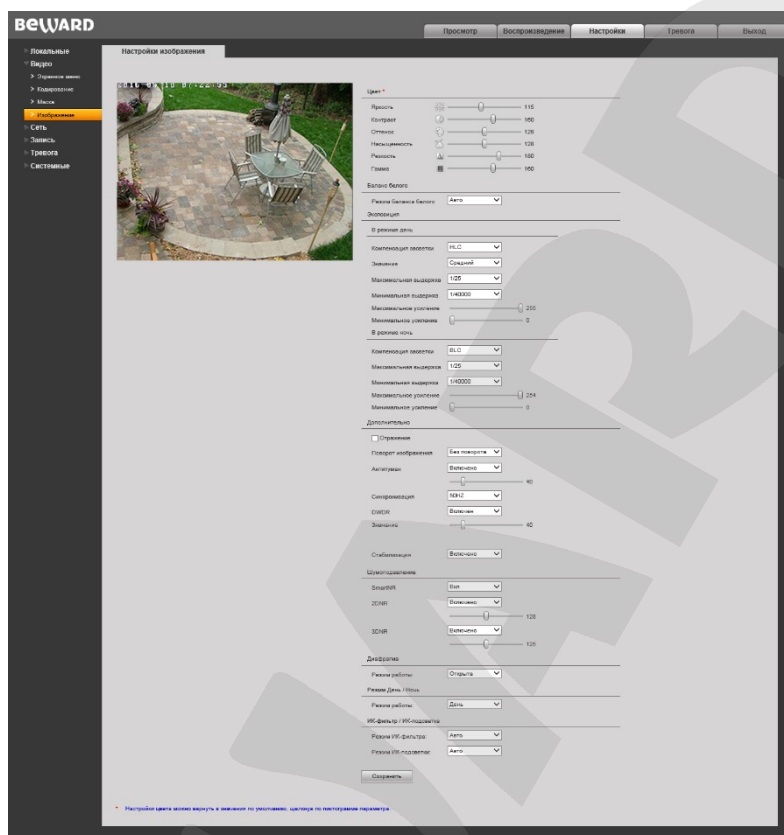 BEWARD
Просмотр Воспроизведение Настройки Тревога Выход
Локальные
Видео
Экранное меню
Кодирование
Маска
Изображение
Сеть
Запись
Тревога
Системные
Настройки изображения
Цвет *
Яркость 115
Контраст 160
Оттенок 128
Насыщенность 128
Резкость 180
Гамма 160
Баланс белого
Режим баланса белого Авто
Экспозиция
В режиме день
Компенсация засветки HLC
Значение Средний
Максимальная выдержка 1/25
Минимальная выдержка 1/40000
Максимальное усиление
Минимальное усиление 0
В режиме ночь
Компенсация засветки BLC
Максимальная выдержка 1/25
Минимальная выдержка 1/40000
Максимальное усиление 254
Минимальное усиление 0
Дополнительно
Отражение
Поворот изображения Без поворота
Антитуман Включено
40
Синхронизация 50HZ
DWDR Включен
Значение 40
Стабилизация Включено
Шумоподавление
SmartNR Вкл
2DNR Включено
128
3DNR Включено
128
Диафрагма
Режим работы Открыта
Режим День / Ночь
Режим работы День
ИК-фильтр / ИК-подсветка
Режим ИК-фильтра: Авто
Режим ИК-подсветки: Авто
Сохранить
* Настройки цвета можно вернуть в значения по умолчанию, щелкнув по пиктограмме параметра